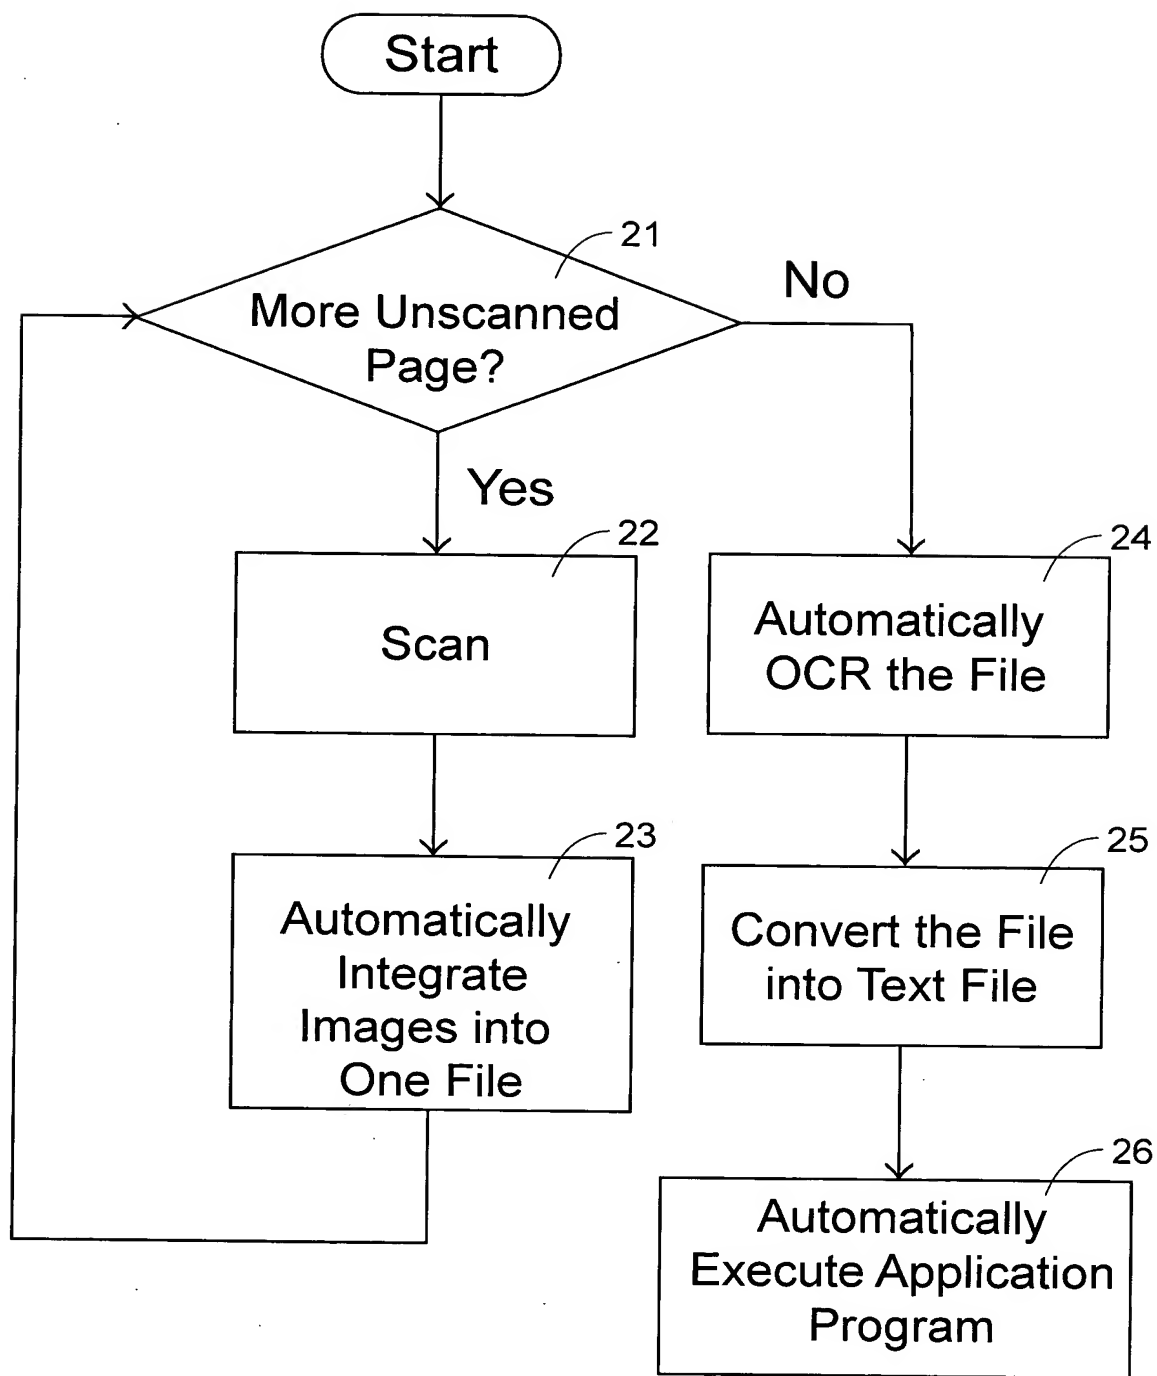 Start
21
More Unscanned
Page?
No
Yes
22
Scan
24
Automatically
OCR the File
23
Automatically
Integrate
Images into
One File
25
Convert the File
into Text File
26
Automatically
Execute Application
Program